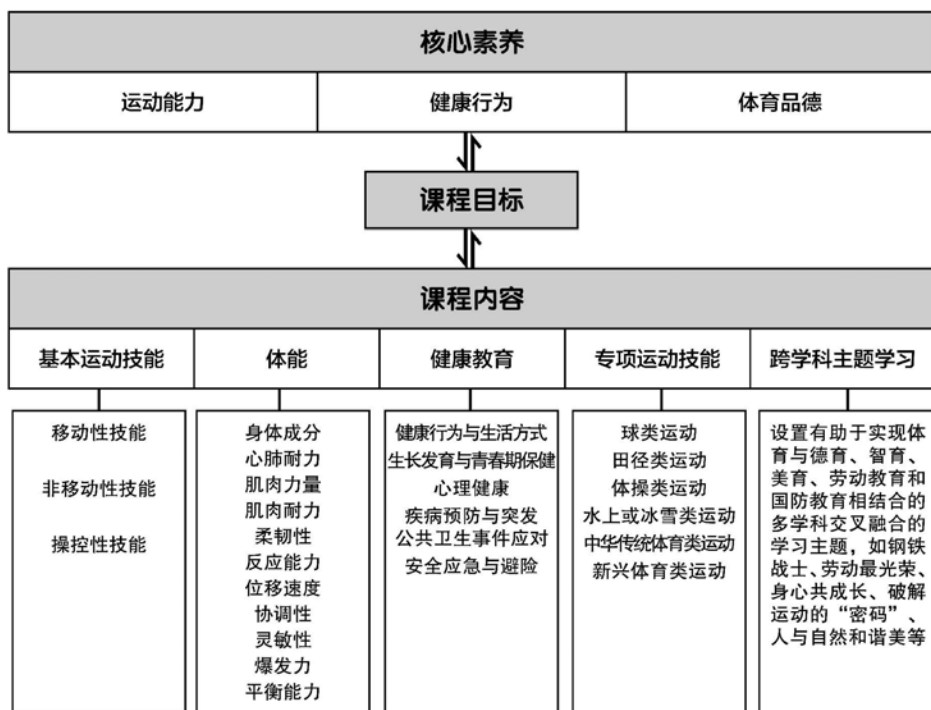 核心素养
运动能力
健康行为
体育品德
课程目标
课程内容
基本运动技能
体能
健康教育
专项运动技能
跨学科主题学习
移动性技能
非移动性技能
操控性技能
身体成分
心肺耐力
肌肉力量
肌肉耐力
柔韧性
反应能力
位移速度
协调性
灵敏性
爆发力
平衡能力
健康行为与生活方式
生长发育与青春期保健
心理健康
疾病预防与突发
公共卫生事件应对
安全应急与避险
球类运动
田径类运动
体操类运动
水上或冰雪类运动
中华传统体育类运动
新兴体育类运动
设置有助于实现体
育与德育、智育、
美育、劳动教育和
国防教育相结合的
多学科交叉融合的
学习主题，如钢铁
战士、劳动最光荣、
身心共成长、破解
运动的“密码”、
人与自然和谐美等